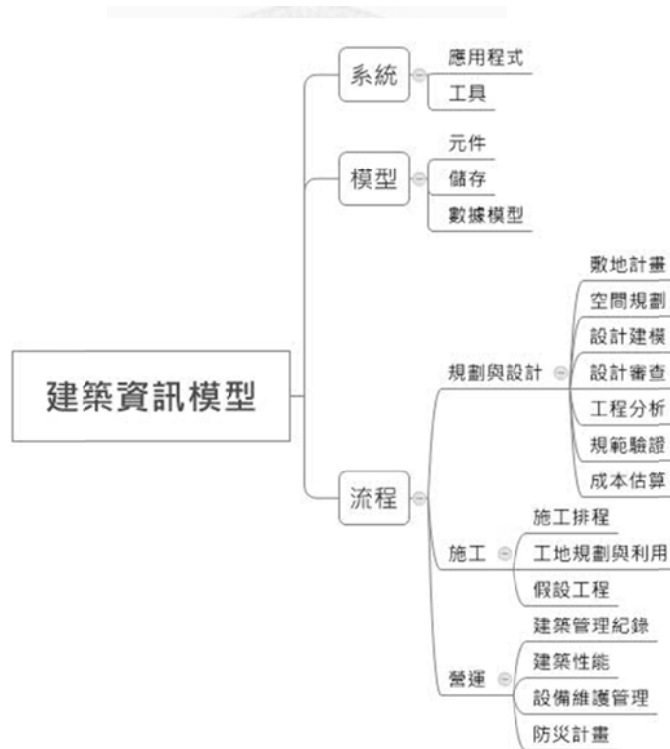 建築資訊模型
系統
應用程式
工具
模型
元件
儲存
數據模型
流程
規劃與設計
敷地計畫
空間規劃
設計建模
設計審查
工程分析
規範驗證
成本估算
施工
施工排程
工地規劃與利用
假設工程
營運
建築管理紀錄
建築性能
設備維護管理
防災計畫